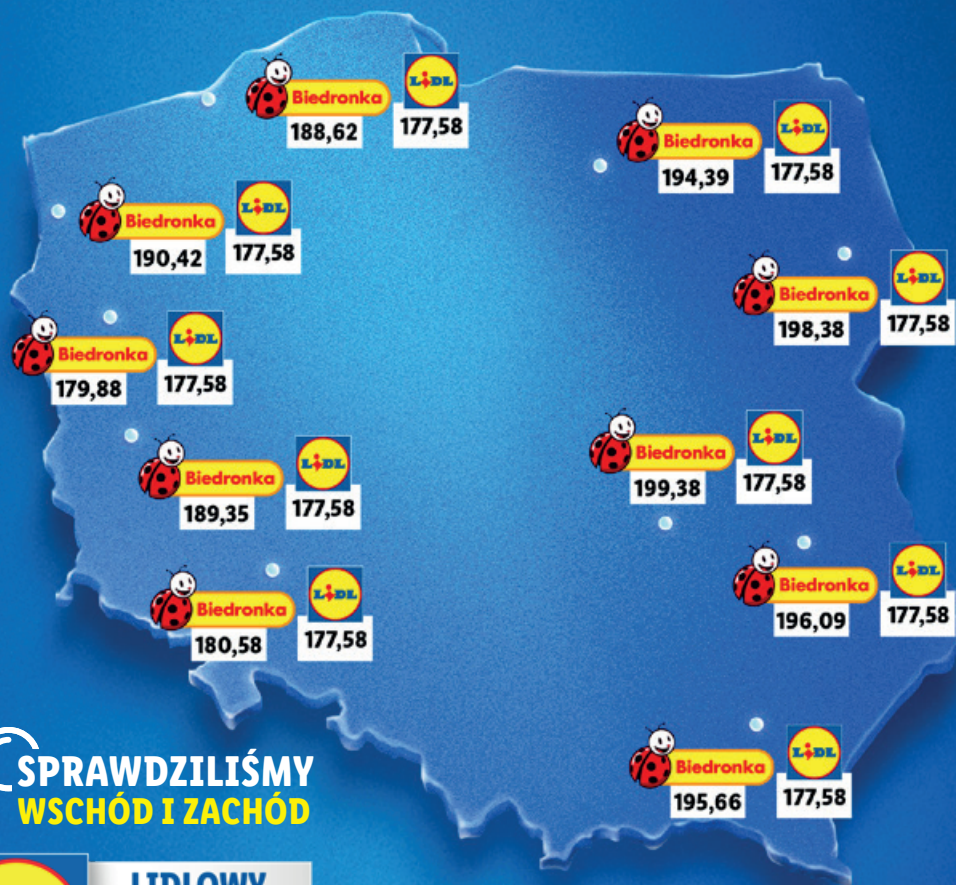 Biedronka
188,62
LIDL
177,58
Biedronka
194,39
LIDL
177,58
Biedronka
190,42
LIDL
177,58
Biedronka
198,38
LIDL
177,58
Biedronka
179,88
LIDL
177,58
Biedronka
199,38
LIDL
177,58
Biedronka
189,35
LIDL
177,58
Biedronka
196,09
LIDL
177,58
Biedronka
180,58
LIDL
177,58
Biedronka
195,66
LIDL
177,58
SPRAWDZILIŚMY
WSCHÓD I ZACHÓD
LIDLOWY